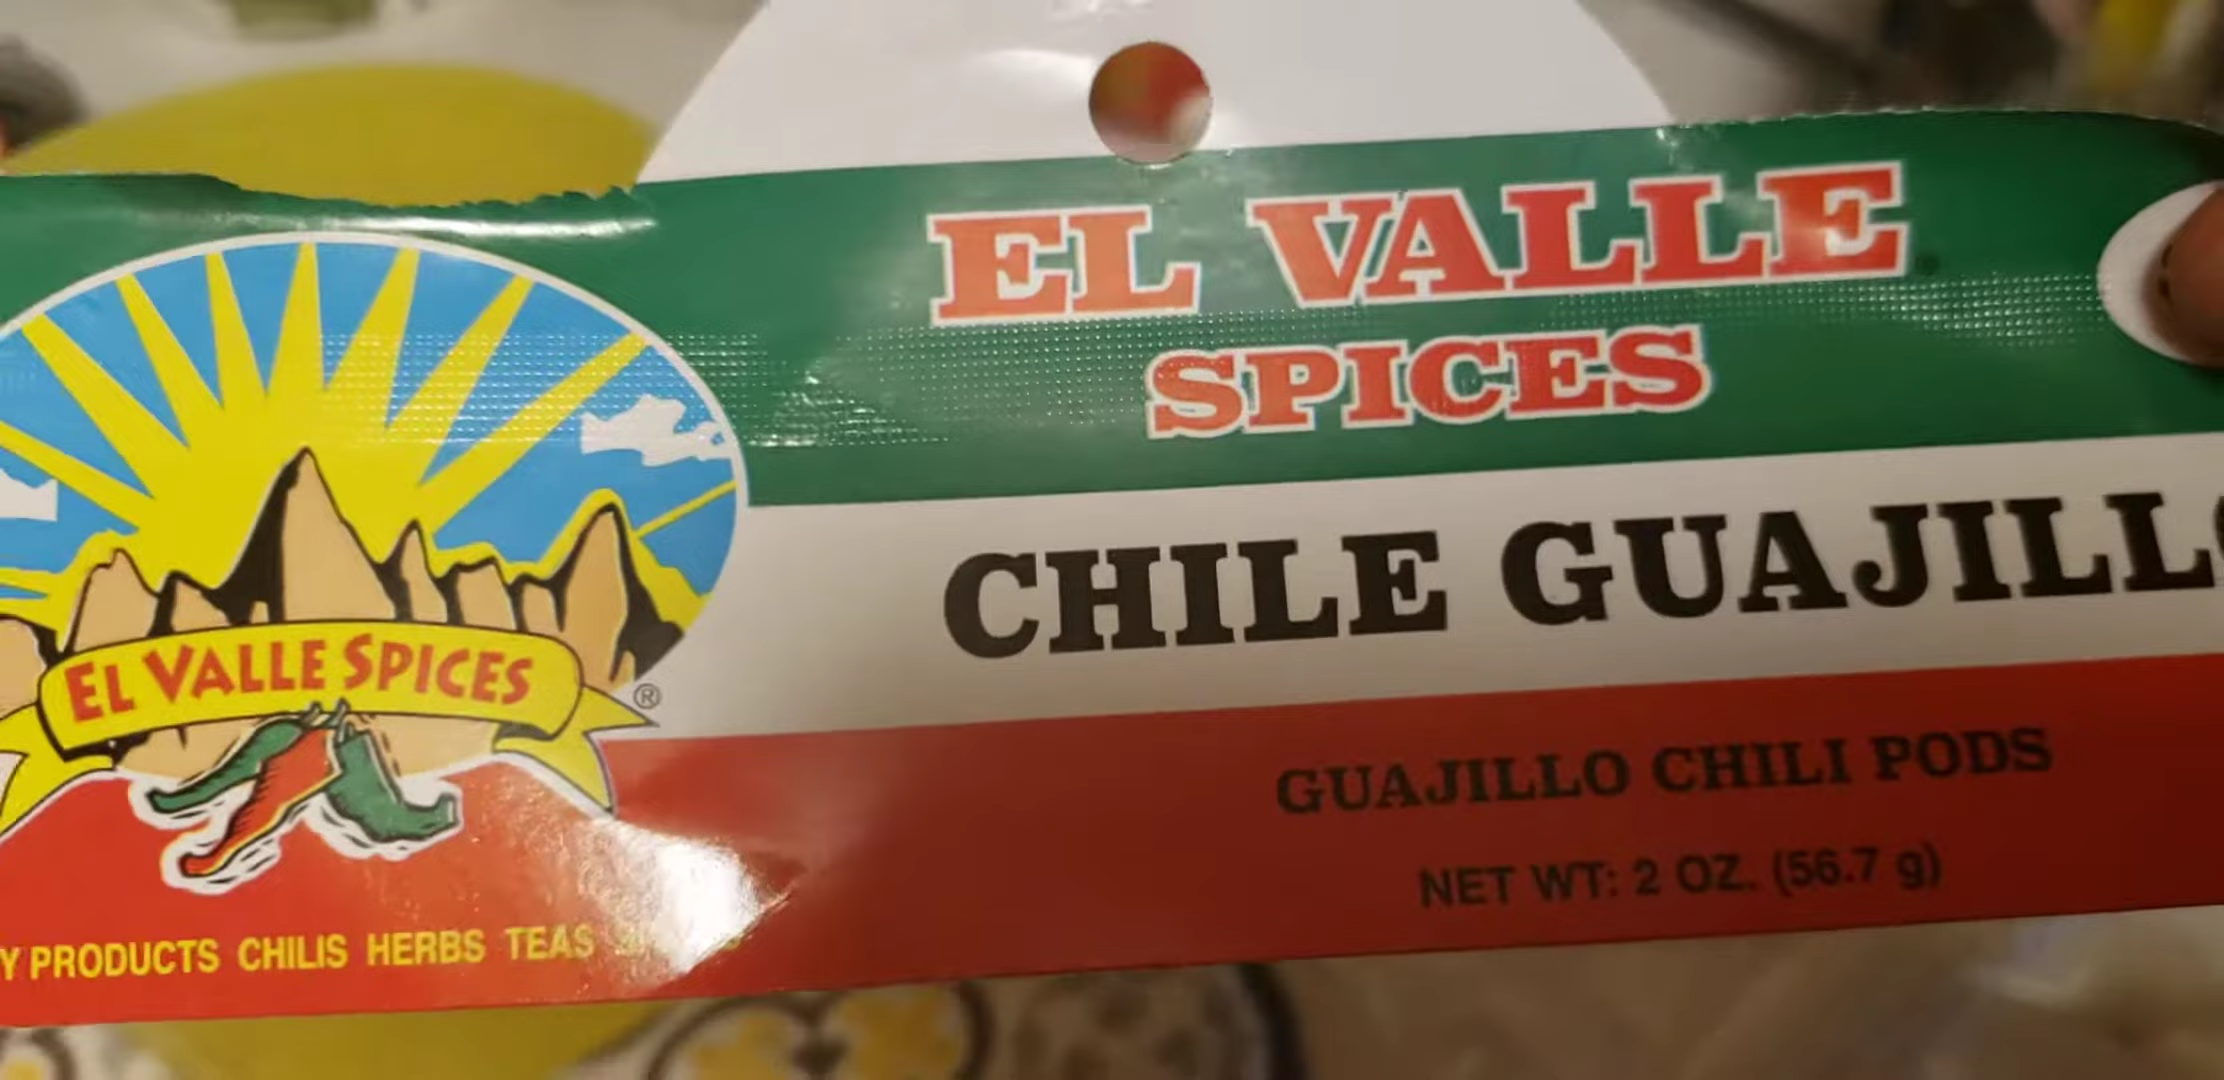 EL VALLE
SPICES
CHILE GUAJILL
EL VALLE SPICES
®
GUAJILLO CHILI PODS
NET WT: 2 OZ. (56.7 g)
Y PRODUCTS CHILIS HERBS TEAS